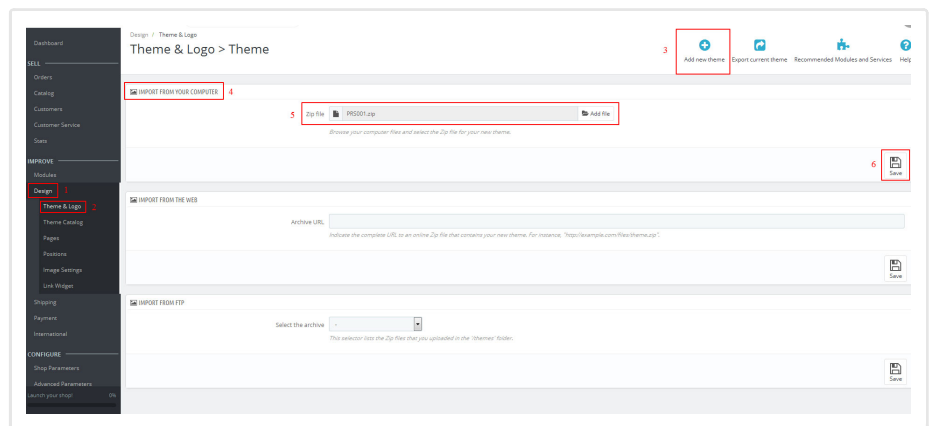 Dashboard
SELL
Orders
Catalog
Customers
Customer Service
Stats
IMPROVE
Modules
Design 1
Theme & Logo 2
Theme Catalog
Pages
Positions
Image Settings
Link Widget
Shipping
Payment
International
CONFIGURE
Shop Parameters
Advanced Parameters
Launch your shop! 0%
Design / Theme & Logo
Theme & Logo > Theme
3
Add new theme
Export current theme
Recommended Modules and Services
Help
IMPORT FROM YOUR COMPUTER 4
5 Zip file PRS001.zip Add file
Browse your computer files and select the Zip file for your new theme.
6
Save
IMPORT FROM THE WEB
Archive URL
Indicate the complete URL to an online Zip file that contains your new theme. For instance, "http://example.com/files/theme.zip".
Save
IMPORT FROM FTP
Select the archive -
This selector lists the Zip files that you uploaded in the '/themes' folder.
Save